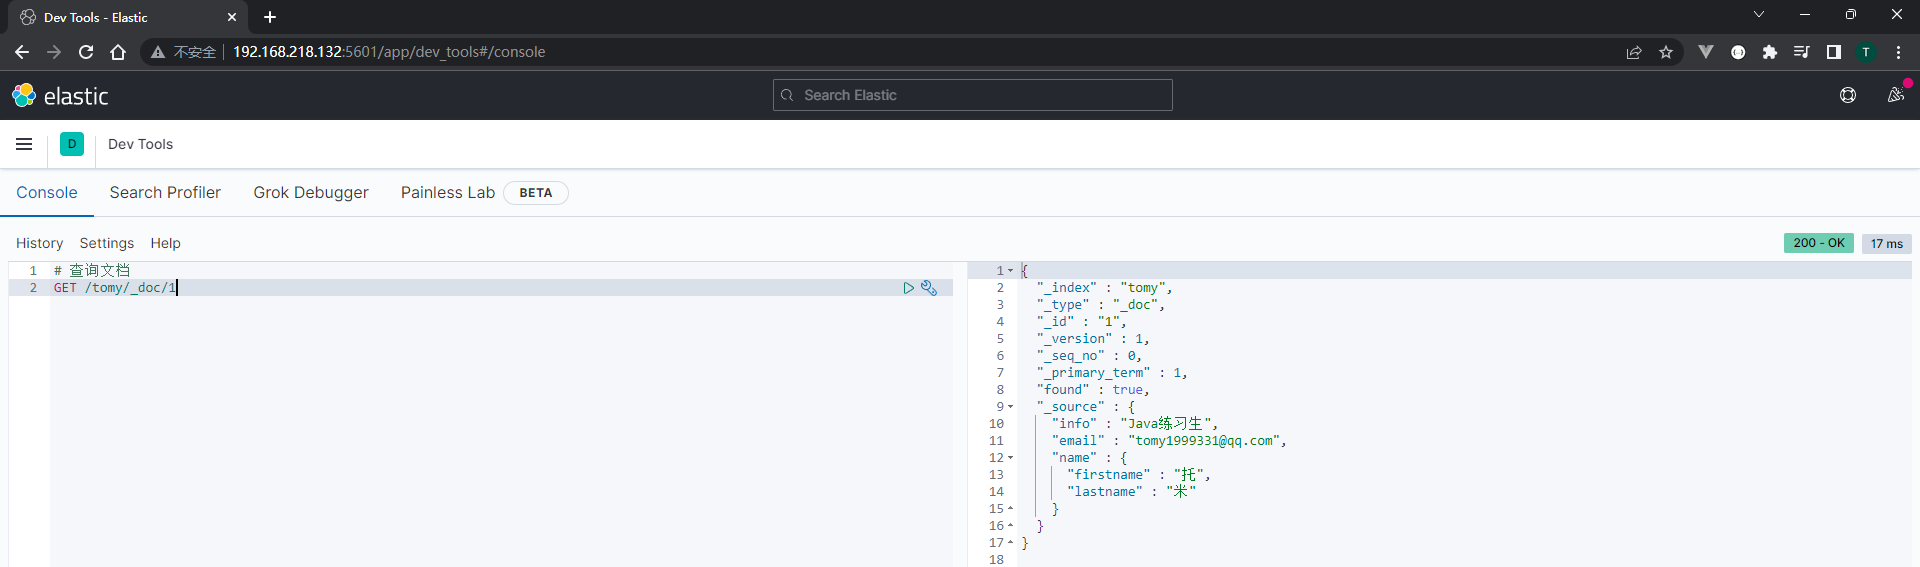 Dev Tools - Elastic
不安全 192.168.218.132:5601/app/dev_tools#/console
T
elastic
Search Elastic
D
Dev Tools
Console Search Profiler Grok Debugger Painless Lab BETA
History Settings Help
200 - OK 17 ms
1 # 查询文档
2 GET /tomy/_doc/1
1 {
2 "_index" : "tomy",
3 "_type" : "_doc",
4 "_id" : "1",
5 "_version" : 1,
6 "_seq_no" : 0,
7 "_primary_term" : 1,
8 "found" : true,
9 "_source" : {
10 "info" : "Java练习生",
11 "email" : "tomy1999331@qq.com",
12 "name" : {
13 "firstname" : "托",
14 "lastname" : "米"
15 }
16 }
17 }
18